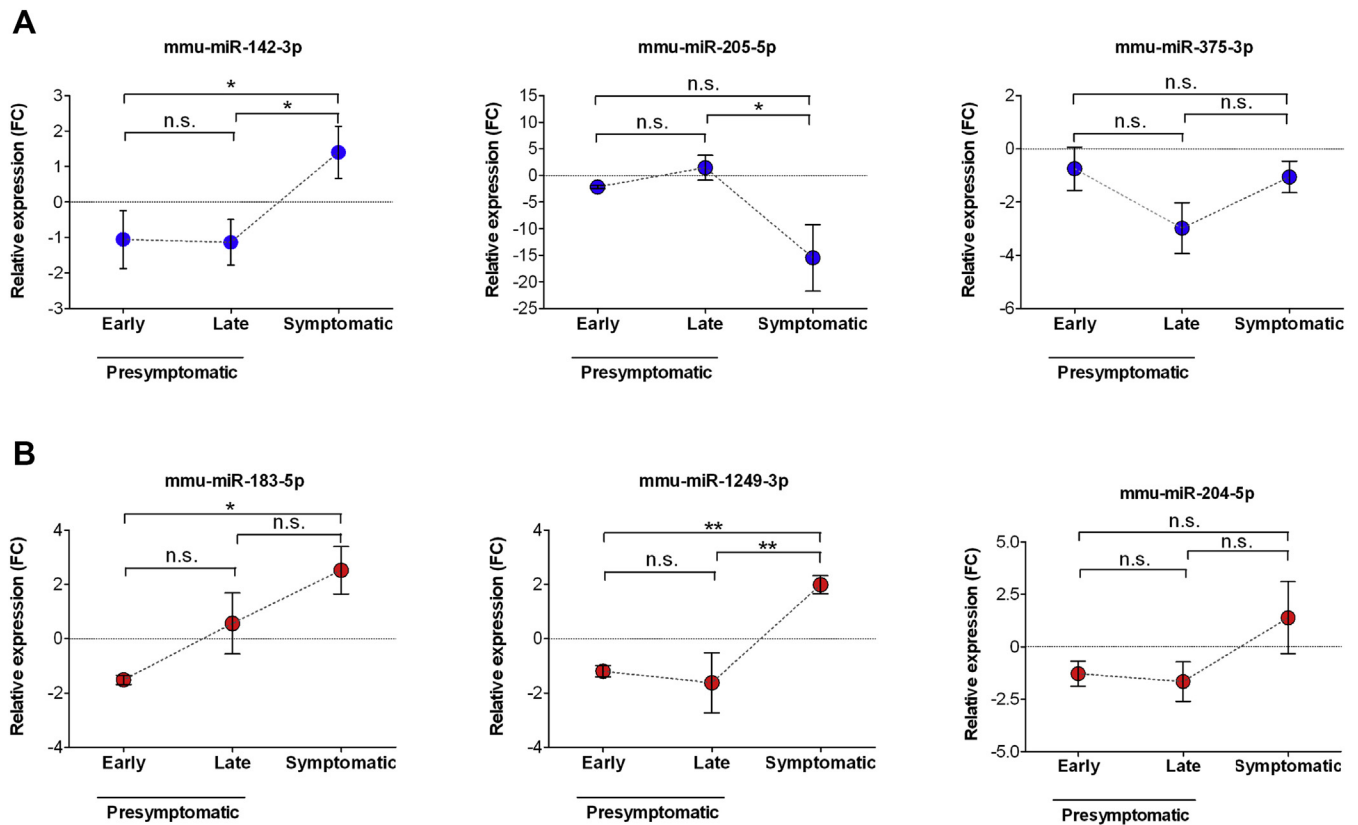 A
mmu-miR-142-3p
Relative expression (FC)
3
2
1
0
-1
-2
-3
*
*
n.s.
Early
Late
Symptomatic
Presymptomatic
mmu-miR-205-5p
Relative expression (FC)
15
10
5
0
-5
-10
-15
-20
-25
n.s.
n.s.
*
Early
Late
Symptomatic
Presymptomatic
mmu-miR-375-3p
Relative expression (FC)
2
0
-2
-4
-6
n.s.
n.s.
n.s.
Early
Late
Symptomatic
Presymptomatic
B
mmu-miR-183-5p
Relative expression (FC)
4
2
0
-2
-4
*
n.s.
n.s.
Early
Late
Symptomatic
Presymptomatic
mmu-miR-1249-3p
Relative expression (FC)
4
2
0
-2
-4
**
**
n.s.
Early
Late
Symptomatic
Presymptomatic
mmu-miR-204-5p
Relative expression (FC)
5.0
2.5
0
-2.5
-5.0
n.s.
n.s.
n.s.
Early
Late
Symptomatic
Presymptomatic